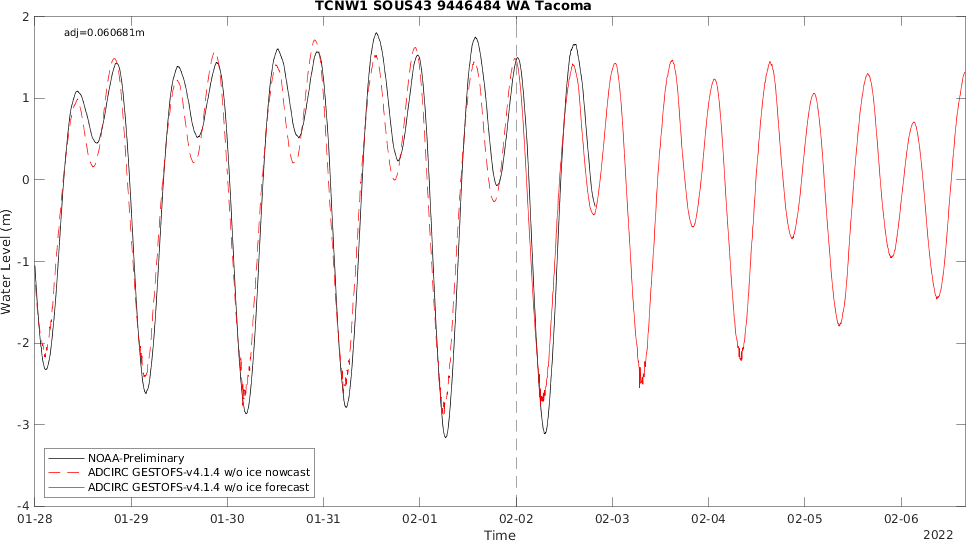 TCNW1 SOUS43 9446484 WA Tacoma
adj=0.060681m
2
1
0
-1
-2
-3
-4
Water Level (m)
NOAA-Preliminary
ADCIRC GESTOFS-v4.1.4 w/o ice nowcast
ADCIRC GESTOFS-v4.1.4 w/o ice forecast
01-28
01-29
01-30
01-31
02-01
02-02
02-03
02-04
02-05
02-06
Time
2022